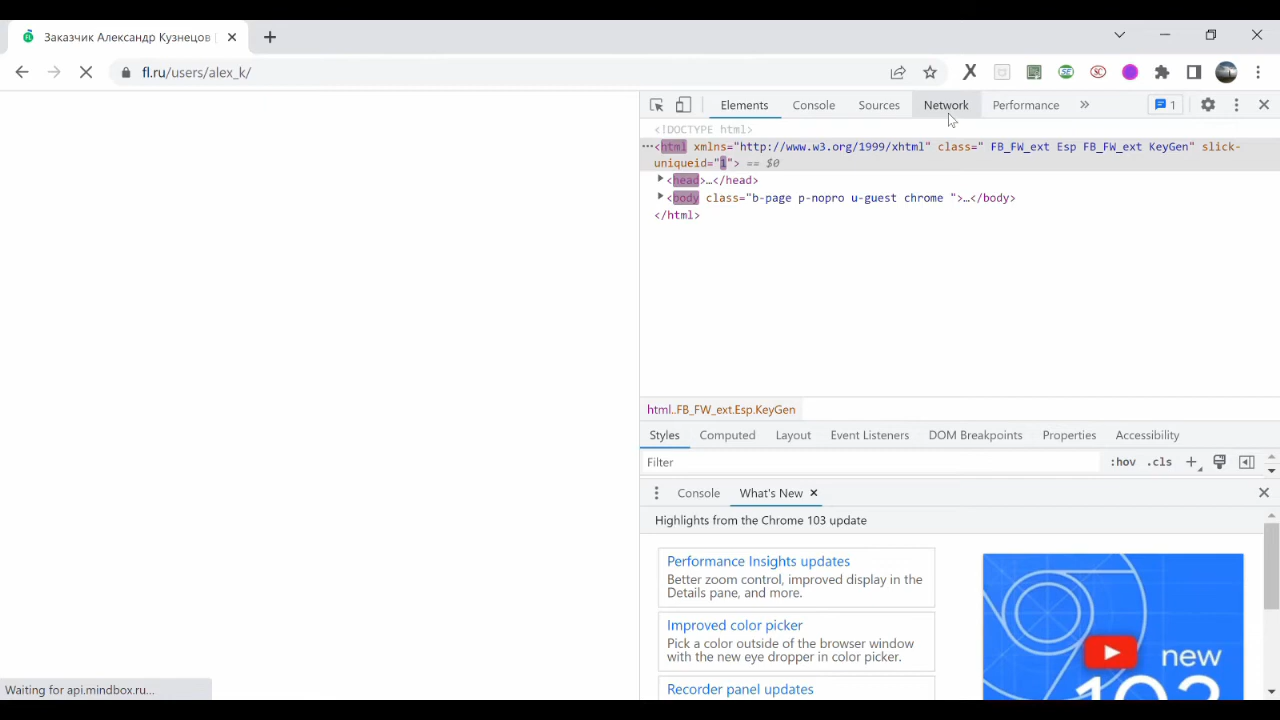 Заказчик Александр Кузнецов [
fl.ru/users/alex_k/
Elements Console Sources Network Performance 1
<!DOCTYPE html>
<html xmlns="http://www.w3.org/1999/xhtml" class=" FB_FW_ext Esp FB_FW_ext KeyGen" slick-
uniqueid="1"> == $0
<head>…</head>
<body class="b-page p-nopro u-guest chrome ">…</body>
</html>
html..FB_FW_ext.Esp.KeyGen
Styles Computed Layout Event Listeners DOM Breakpoints Properties Accessibility
Filter :hov .cls
Console What's New
Highlights from the Chrome 103 update
Performance Insights updates
Better zoom control, improved display in the
Details pane, and more.
Improved color picker
Pick a color outside of the browser window
with the new eye dropper in color picker.
Recorder panel updates
new
103
Waiting for api.mindbox.ru...